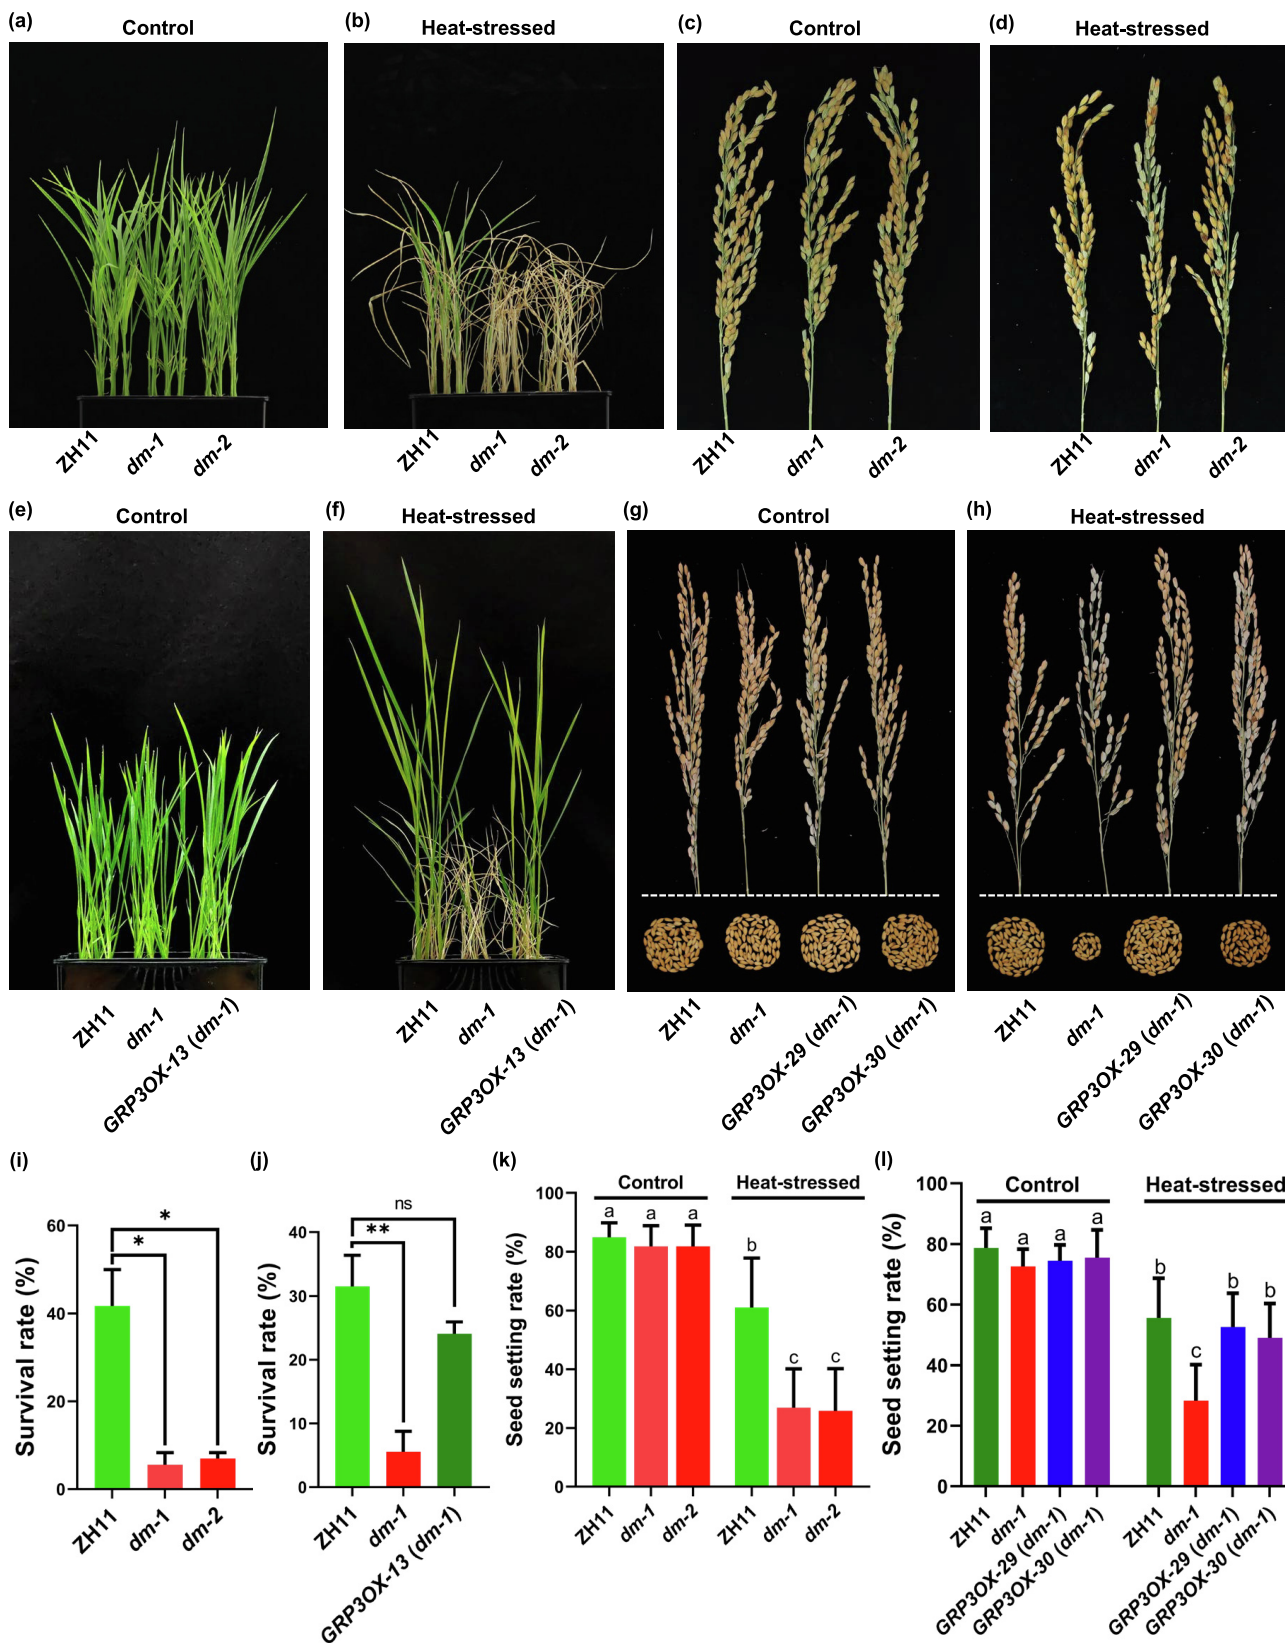 (a) Control
(b) Heat-stressed
(c) Control
(d) Heat-stressed
ZH11 dm-1 dm-2
ZH11 dm-1 dm-2
ZH11 dm-1 dm-2
ZH11 dm-1 dm-2
(e) Control
(f) Heat-stressed
(g) Control
(h) Heat-stressed
ZH11 dm-1 GRP3OX-13 (dm-1)
ZH11 dm-1 GRP3OX-13 (dm-1)
ZH11 dm-1 GRP3OX-29 (dm-1) GRP3OX-30 (dm-1)
ZH11 dm-1 GRP3OX-29 (dm-1) GRP3OX-30 (dm-1)
(i)
Survival rate (%)
60
40
20
0
*
*
ZH11 dm-1 dm-2
(j)
Survival rate (%)
40
30
20
10
0
ns
**
ZH11 dm-1 GRP3OX-13 (dm-1)
(k)
Control Heat-stressed
Seed setting rate (%)
100
80
60
40
20
0
a a a b c c
ZH11 dm-1 dm-2 ZH11 dm-1 dm-2
(l)
Control Heat-stressed
Seed setting rate (%)
100
80
60
40
20
0
a a a a b c b b
ZH11 dm-1 GRP3OX-29 (dm-1) GRP3OX-30 (dm-1) ZH11 dm-1 GRP3OX-29 (dm-1) GRP3OX-30 (dm-1)